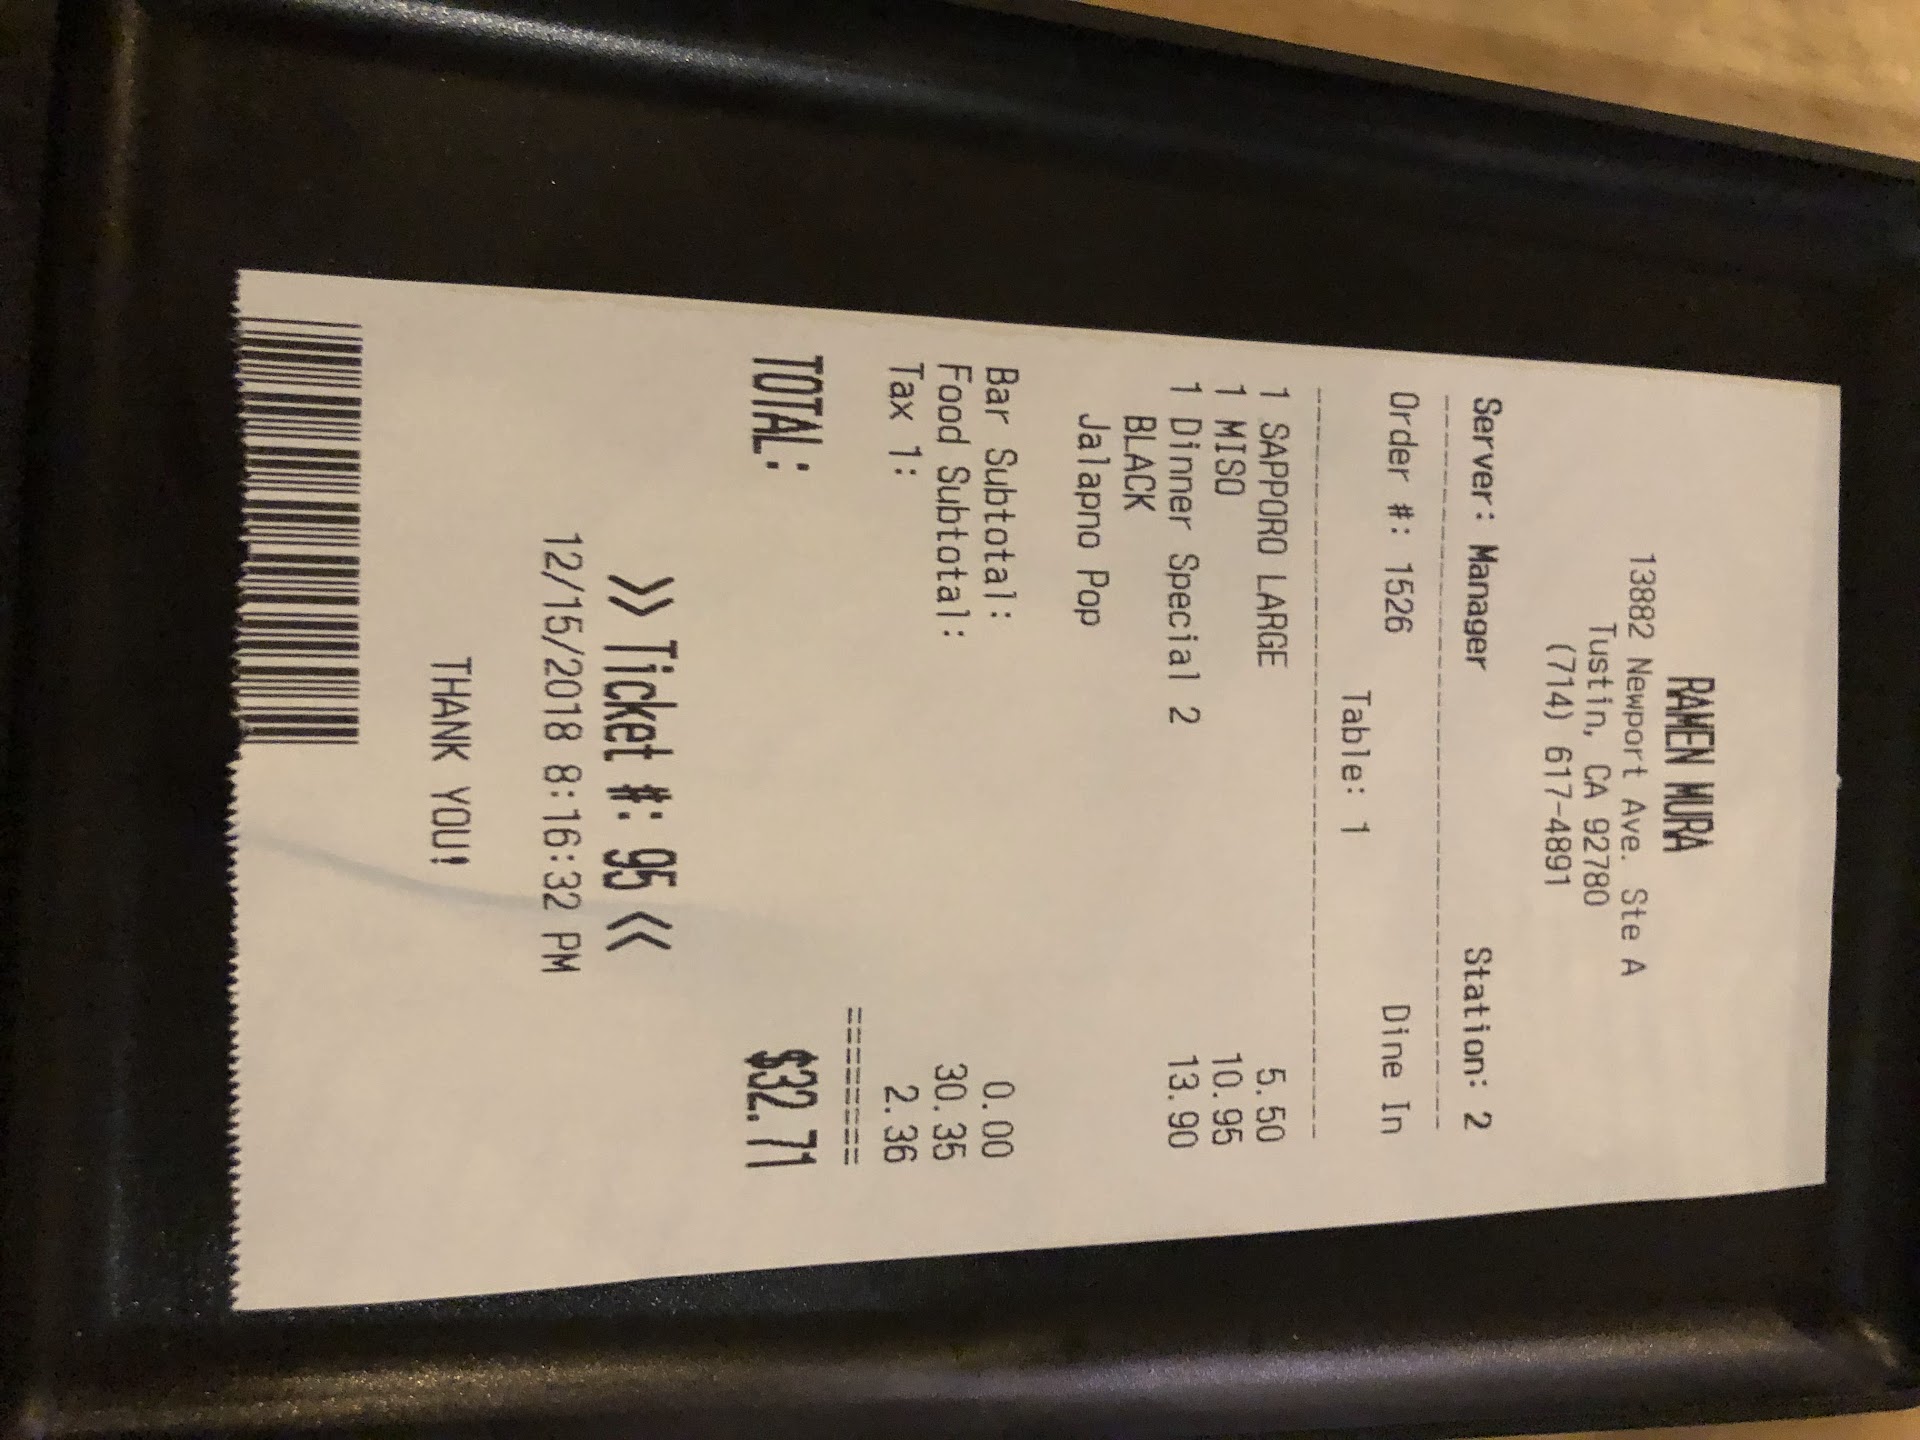 RAMEN MURA
13882 Newport Ave. Ste A
Tustin, CA 92780
(714) 617-4891
Server: Manager Station: 2
Order #: 1526 Dine In
Table: 1
1 SAPPORO LARGE 5.50
1 MISO 10.95
1 Dinner Special 2 13.90
BLACK
Jalapno Pop
Bar Subtotal: 0.00
Food Subtotal: 30.35
Tax 1: 2.36
========
TOTAL: $32.71
>> Ticket #: 95 <<
12/15/2018 8:16:32 PM
THANK YOU!